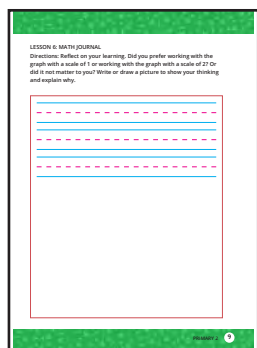 LESSON 6: MATH JOURNAL
Directions: Reflect on your learning. Did you prefer working with the
graph with a scale of 1 or working with the graph with a scale of 2? Or
did it not matter to you? Write or draw a picture to show your thinking
and explain why.
PRIMARY 2 9